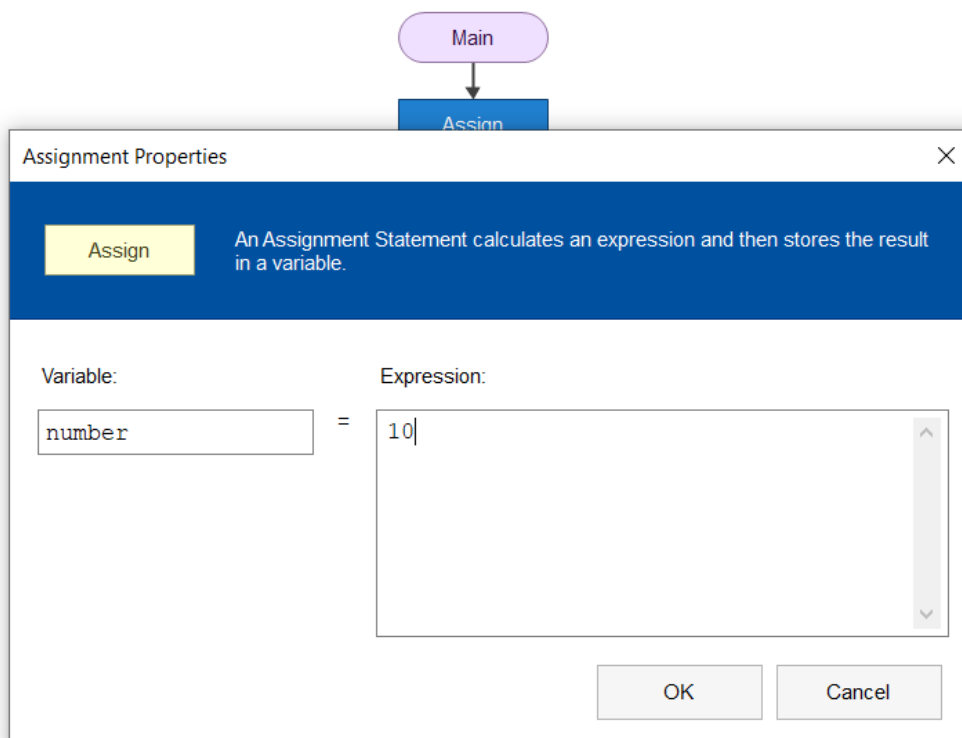 Main
Assign
Assignment Properties
Assign
An Assignment Statement calculates an expression and then stores the result
in a variable.
Variable:
Expression:
number
=
10
OK
Cancel